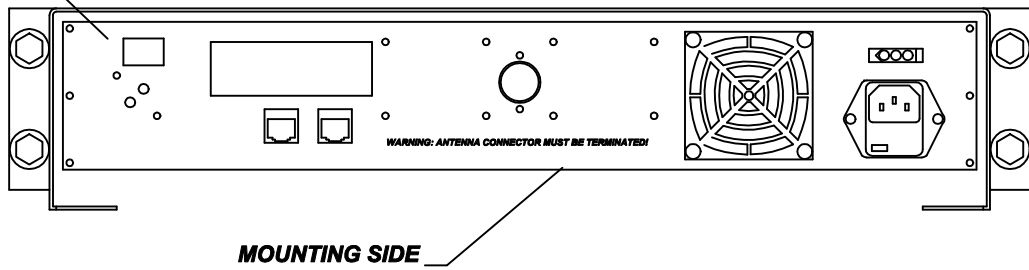 WARNING: ANTENNA CONNECTOR MUST BE TERMINATED!
MOUNTING SIDE